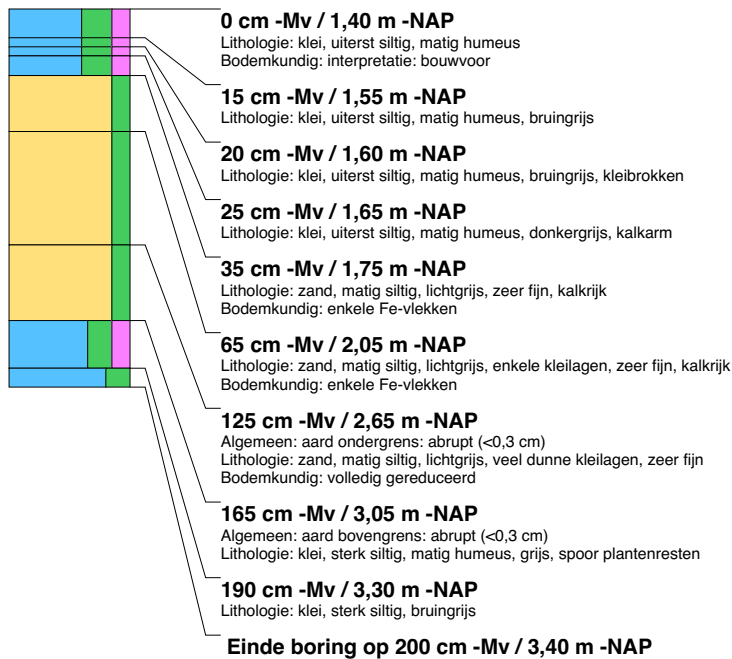 0 cm -Mv / 1,40 m -NAP
Lithologie: klei, uiterst siltig, matig humeus
Bodemkundig: interpretatie: bouwvoor
15 cm -Mv / 1,55 m -NAP
Lithologie: klei, uiterst siltig, matig humeus, bruingrijs
20 cm -Mv / 1,60 m -NAP
Lithologie: klei, uiterst siltig, matig humeus, bruingrijs, kleibrokken
25 cm -Mv / 1,65 m -NAP
Lithologie: klei, uiterst siltig, matig humeus, donkergrijs, kalkarm
35 cm -Mv / 1,75 m -NAP
Lithologie: zand, matig siltig, lichtgrijs, zeer fijn, kalkrijk
Bodemkundig: enkele Fe-vlekken
65 cm -Mv / 2,05 m -NAP
Lithologie: zand, matig siltig, lichtgrijs, enkele kleilagen, zeer fijn, kalkrijk
Bodemkundig: enkele Fe-vlekken
125 cm -Mv / 2,65 m -NAP
Algemeen: aard ondergrens: abrupt (<0,3 cm)
Lithologie: zand, matig siltig, lichtgrijs, veel dunne kleilagen, zeer fijn
Bodemkundig: volledig gereduceerd
165 cm -Mv / 3,05 m -NAP
Algemeen: aard bovengrens: abrupt (<0,3 cm)
Lithologie: klei, sterk siltig, matig humeus, grijs, spoor plantenresten
190 cm -Mv / 3,30 m -NAP
Lithologie: klei, sterk siltig, bruingrijs
Einde boring op 200 cm -Mv / 3,40 m -NAP